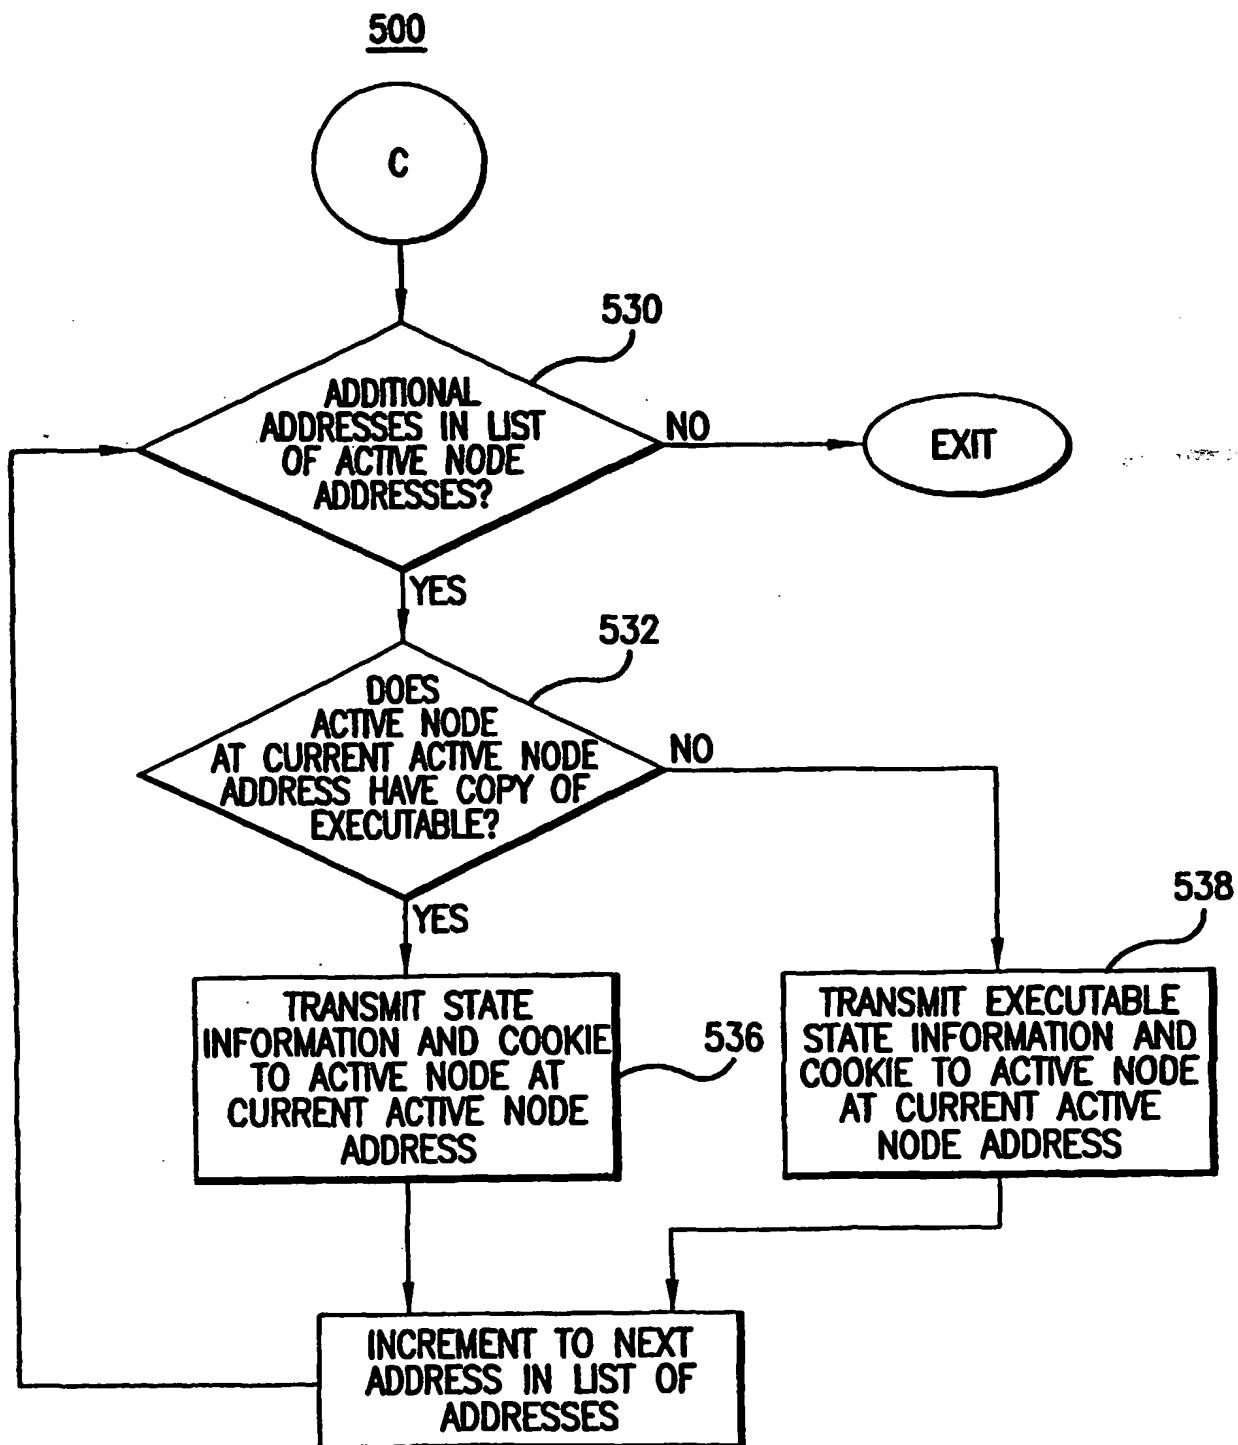 500
C
530
ADDITIONAL
ADDRESSES IN LIST
OF ACTIVE NODE
ADDRESSES?
NO
EXIT
YES
532
DOES
ACTIVE NODE
AT CURRENT ACTIVE NODE
ADDRESS HAVE COPY OF
EXECUTABLE?
NO
YES
538
TRANSMIT STATE
INFORMATION AND COOKIE
TO ACTIVE NODE AT
CURRENT ACTIVE NODE
ADDRESS
536
TRANSMIT EXECUTABLE
STATE INFORMATION AND
COOKIE TO ACTIVE NODE
AT CURRENT ACTIVE
NODE ADDRESS
INCREMENT TO NEXT
ADDRESS IN LIST OF
ADDRESSES